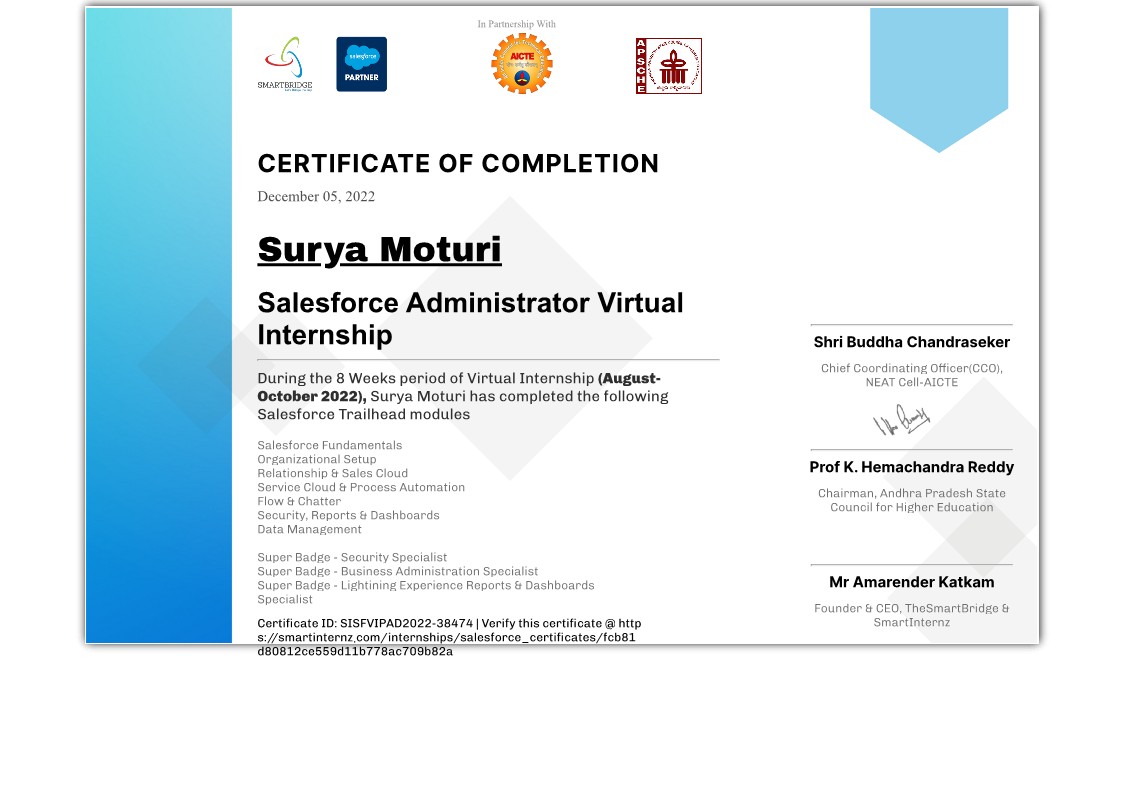 In Partnership With
SMARTBRIDGE
salesforce
PARTNER
AICTE
APSCHE
CERTIFICATE OF COMPLETION
December 05, 2022
Surya Moturi
Salesforce Administrator Virtual
Internship
During the 8 Weeks period of Virtual Internship (August-
October 2022), Surya Moturi has completed the following
Salesforce Trailhead modules
Salesforce Fundamentals
Organizational Setup
Relationship & Sales Cloud
Service Cloud & Process Automation
Flow & Chatter
Security, Reports & Dashboards
Data Management
Super Badge - Security Specialist
Super Badge - Business Administration Specialist
Super Badge - Lightining Experience Reports & Dashboards
Specialist
Certificate ID: SISFVIPAD2022-38474 | Verify this certificate @ http
s://smartinternz.com/internships/salesforce_certificates/fcb81
d80812ce559d11b778ac709b82a
Shri Buddha Chandraseker
Chief Coordinating Officer(CCO),
NEAT Cell-AICTE
Prof K. Hemachandra Reddy
Chairman, Andhra Pradesh State
Council for Higher Education
Mr Amarender Katkam
Founder & CEO, TheSmartBridge &
SmartInternz